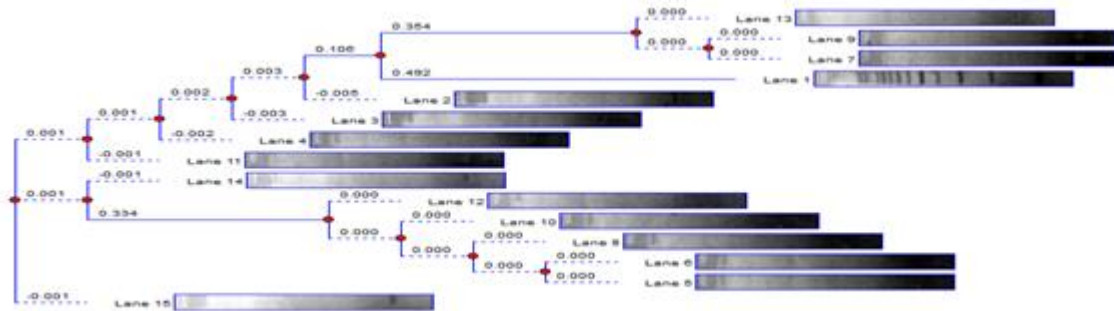 0.000
Lane 13
0.354
0.000
Lane 9
0.000
0.106
0.000
Lane 7
0.003
0.492
Lane 1
0.002
-0.005
Lane 2
0.001
-0.003
Lane 3
0.001
-0.002
Lane 4
-0.001
Lane 11
-0.001
Lane 14
0.001
0.000
Lane 12
0.334
0.000
Lane 10
0.000
0.000
Lane 8
0.000
0.000
Lane 6
0.000
0.000
Lane 5
-0.001
Lane 15